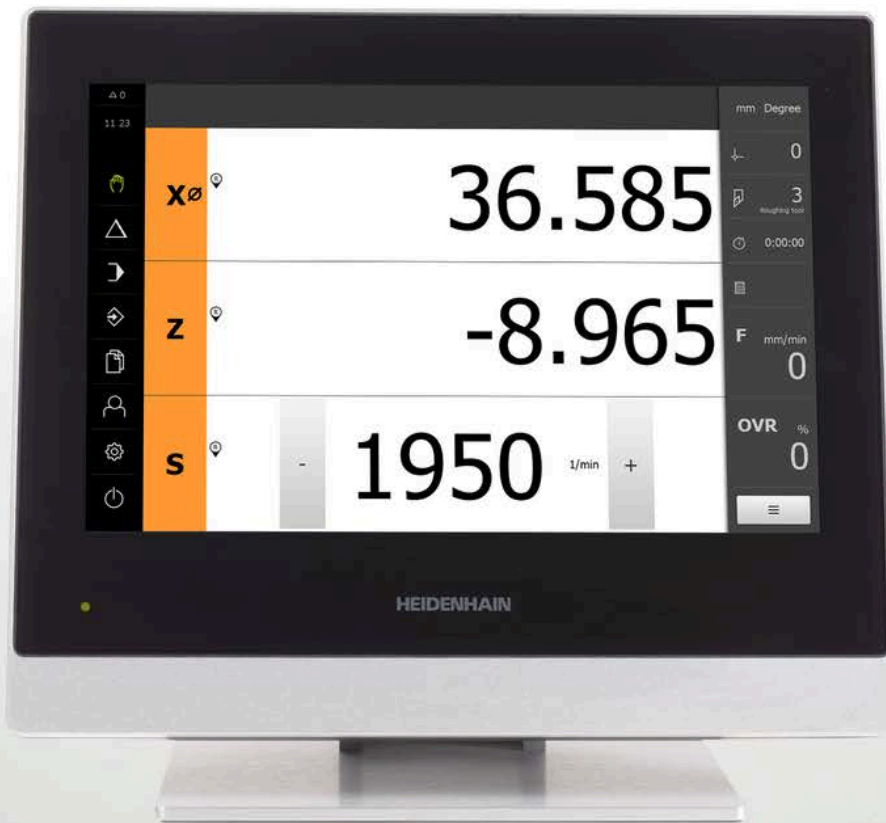 0
11 23
X⌀ R 36.585
Z R -8.965
S R - 1950 1/min +
mm Degree
0
3
Roughing tool
0:00:00
F mm/min
0
OVR %
0
HEIDENHAIN